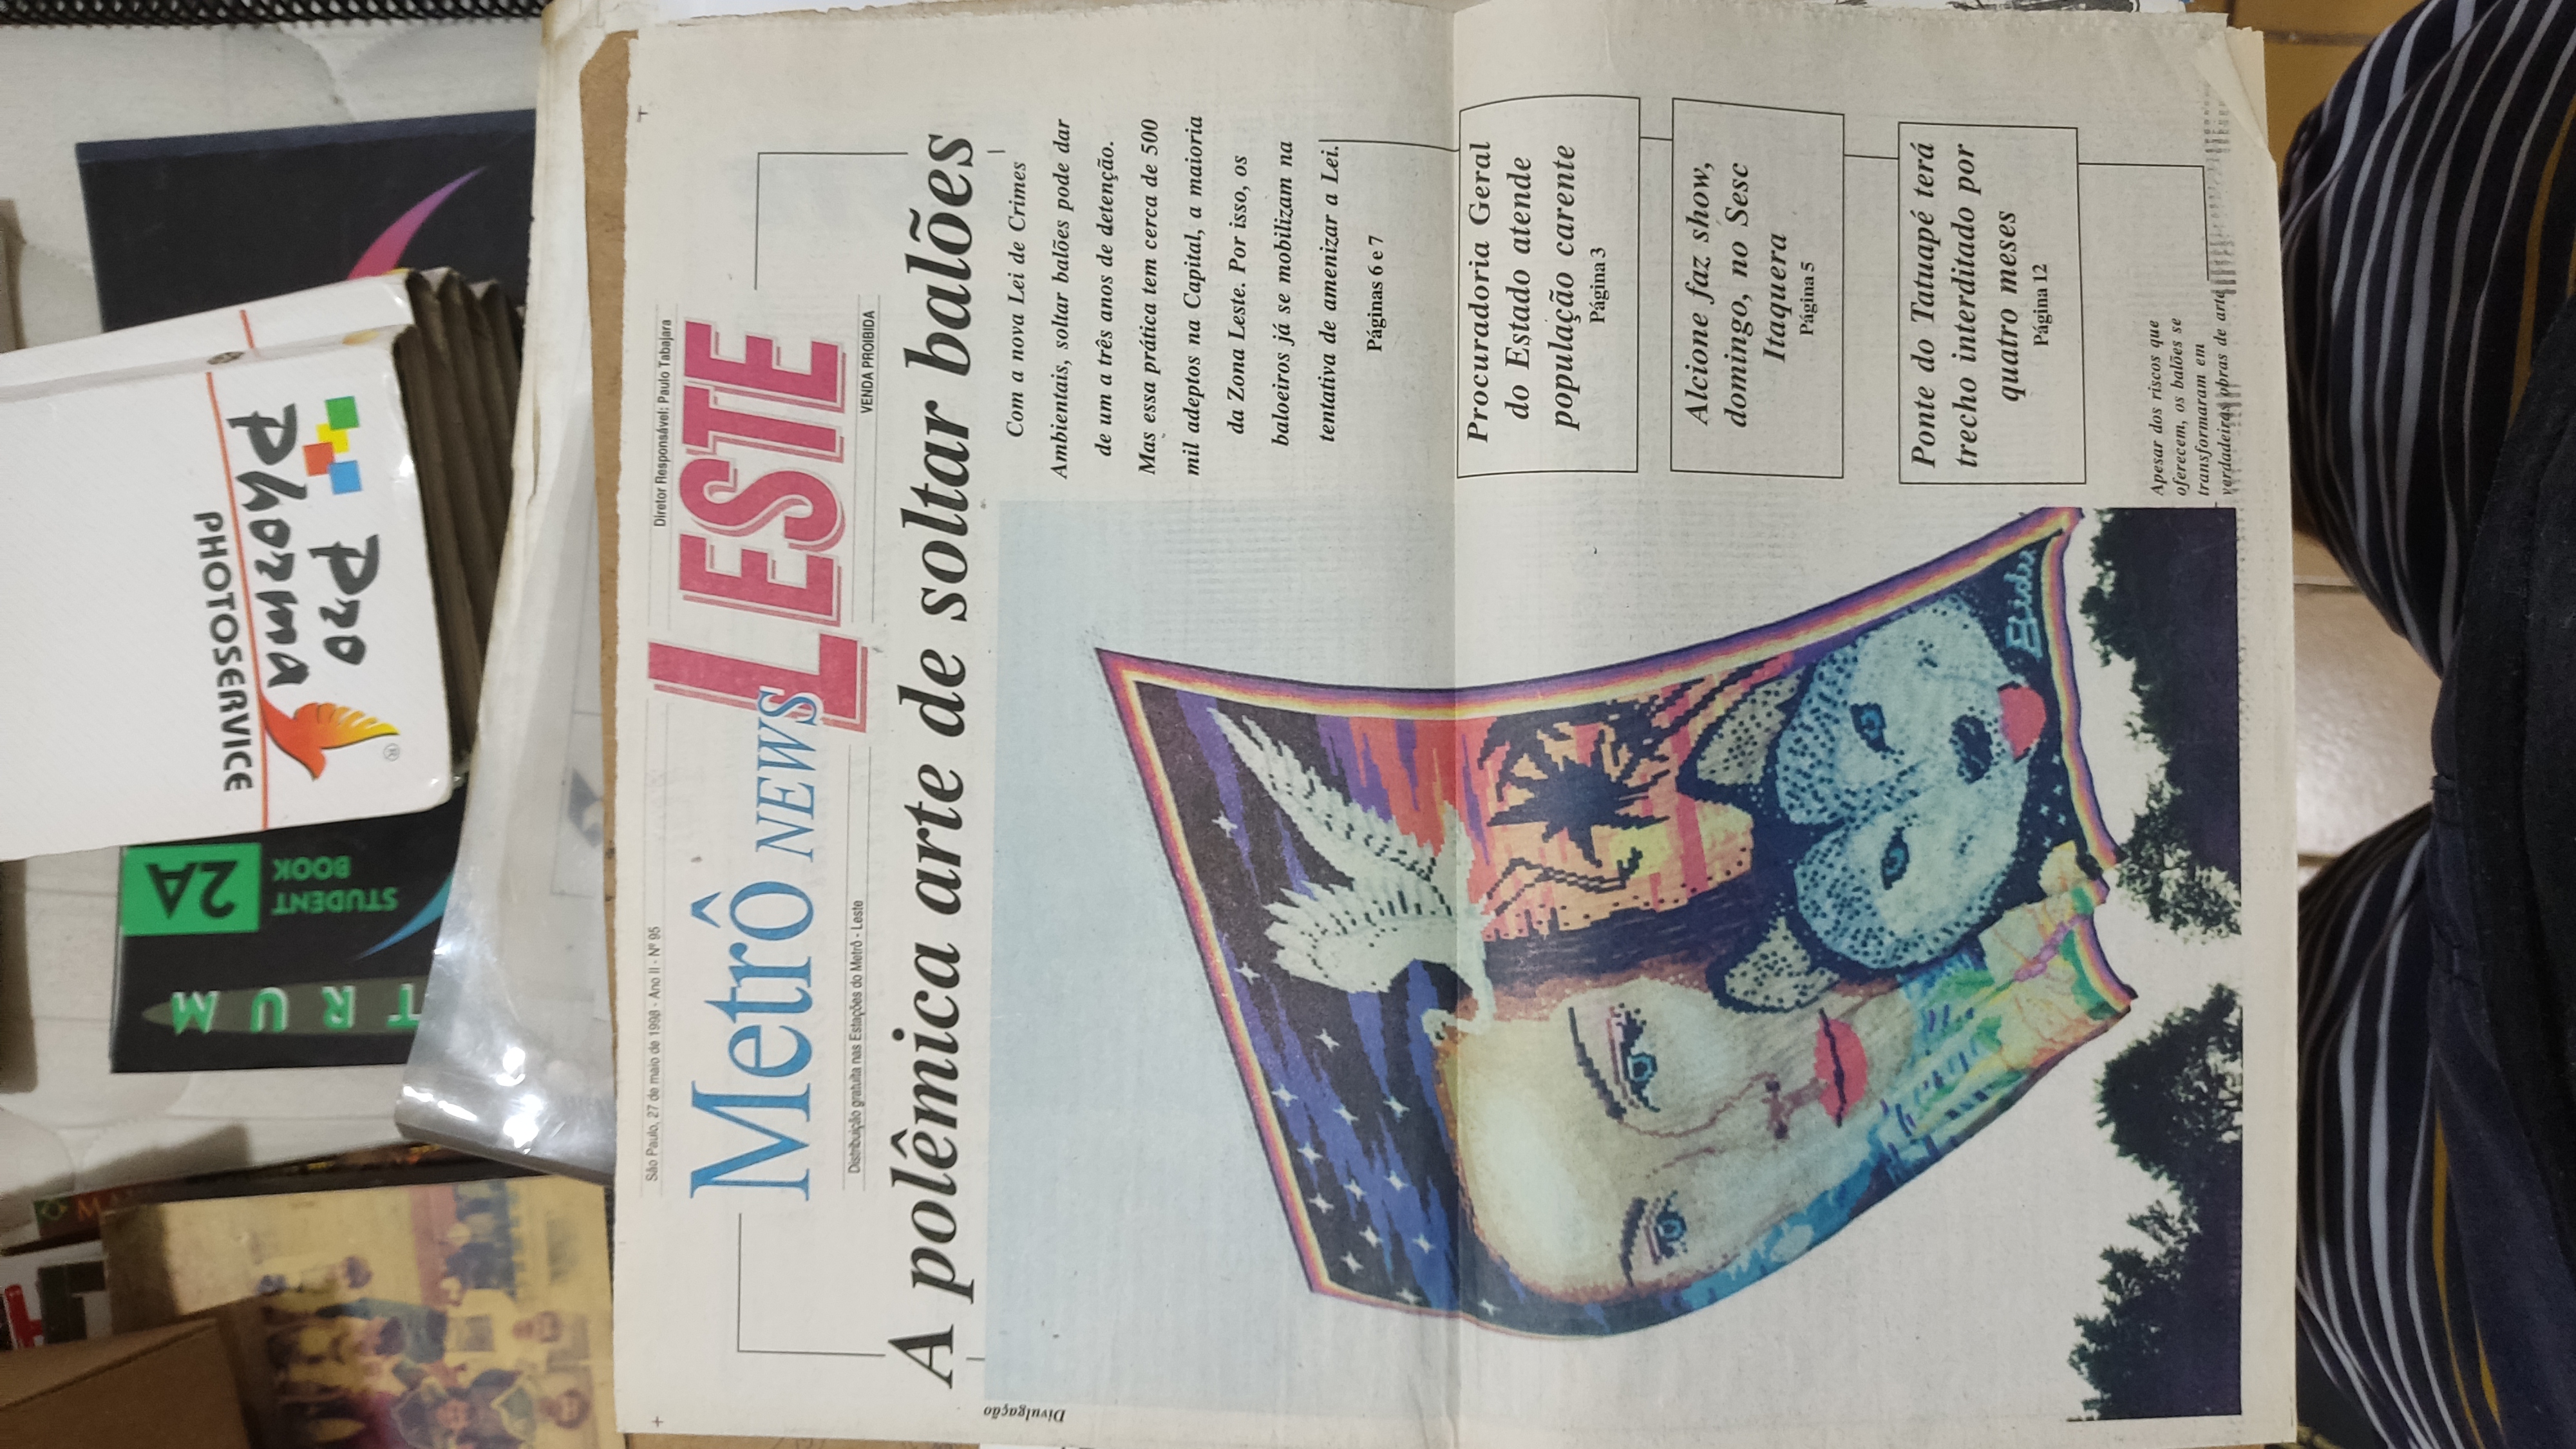 TRUM
STUDENT
BOOK
2A
PHOTOSERVICE
Pro
Phorma
São Paulo, 27 de maio de 1998 - Ano II - Nº 95
Diretor Responsável: Paulo Tabajara
Metrô NEWS LESTE
Distribuição gratuita nas Estações do Metrô - Leste
VENDA PROIBIDA
A polêmica arte de soltar balões
Divulgação
Com a nova Lei de Crimes
Ambientais, soltar balões pode dar
de um a três anos de detenção.
Mas essa prática tem cerca de 500
mil adeptos na Capital, a maioria
da Zona Leste. Por isso, os
baloeiros já se mobilizam na
tentativa de amenizar a Lei.
Páginas 6 e 7
Procuradoria Geral
do Estado atende
população carente
Página 3
Alcione faz show,
domingo, no Sesc
Itaquera
Página 5
Ponte do Tatuapé terá
trecho interditado por
quatro meses
Página 12
Bidu
Apesar dos riscos que
oferecem, os balões se
transformaram em
verdadeiras obras de arte